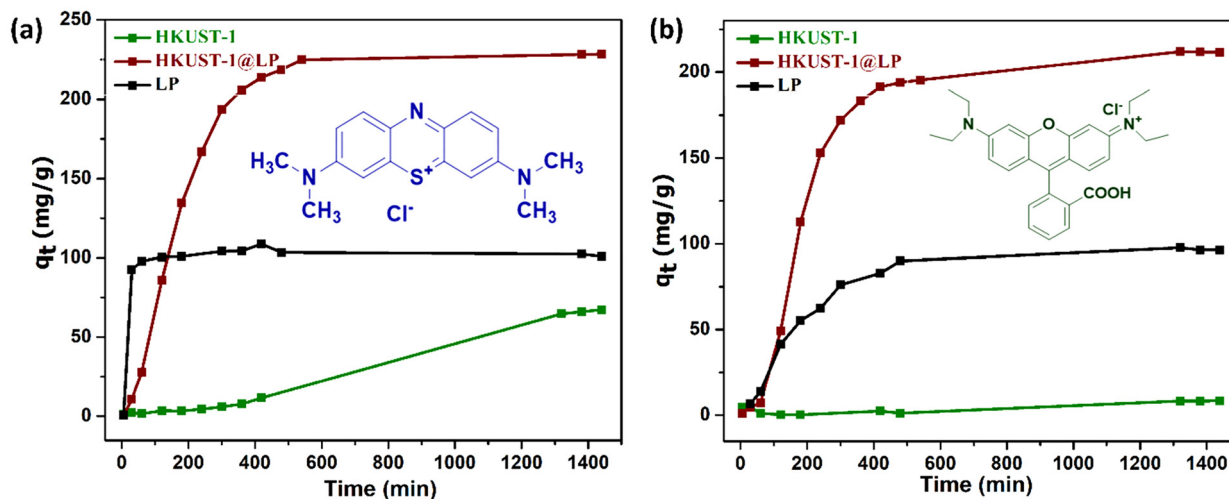 (a)
250
200
150
100
50
0
qt (mg/g)
HKUST-1
HKUST-1@LP
LP
N
H3C
N
H3C
S+
N
CH3
CH3
Cl-
0 200 400 600 800 1000 1200 1400
Time (min)
(b)
200
150
100
50
0
qt (mg/g)
HKUST-1
HKUST-1@LP
LP
Cl-
N
O
N+
COOH
0 200 400 600 800 1000 1200 1400
Time (min)